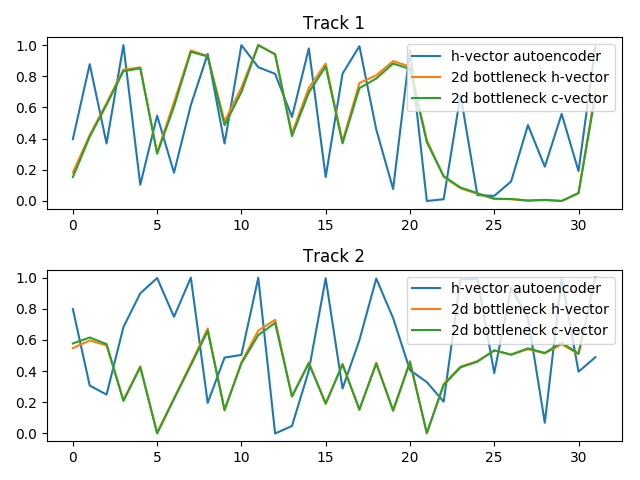 Track 1
1.0
0.8
0.6
0.4
0.2
0.0
h-vector autoencoder
2d bottleneck h-vector
2d bottleneck c-vector
0 5 10 15 20 25 30
Track 2
1.0
0.8
0.6
0.4
0.2
0.0
h-vector autoencoder
2d bottleneck h-vector
2d bottleneck c-vector
0 5 10 15 20 25 30